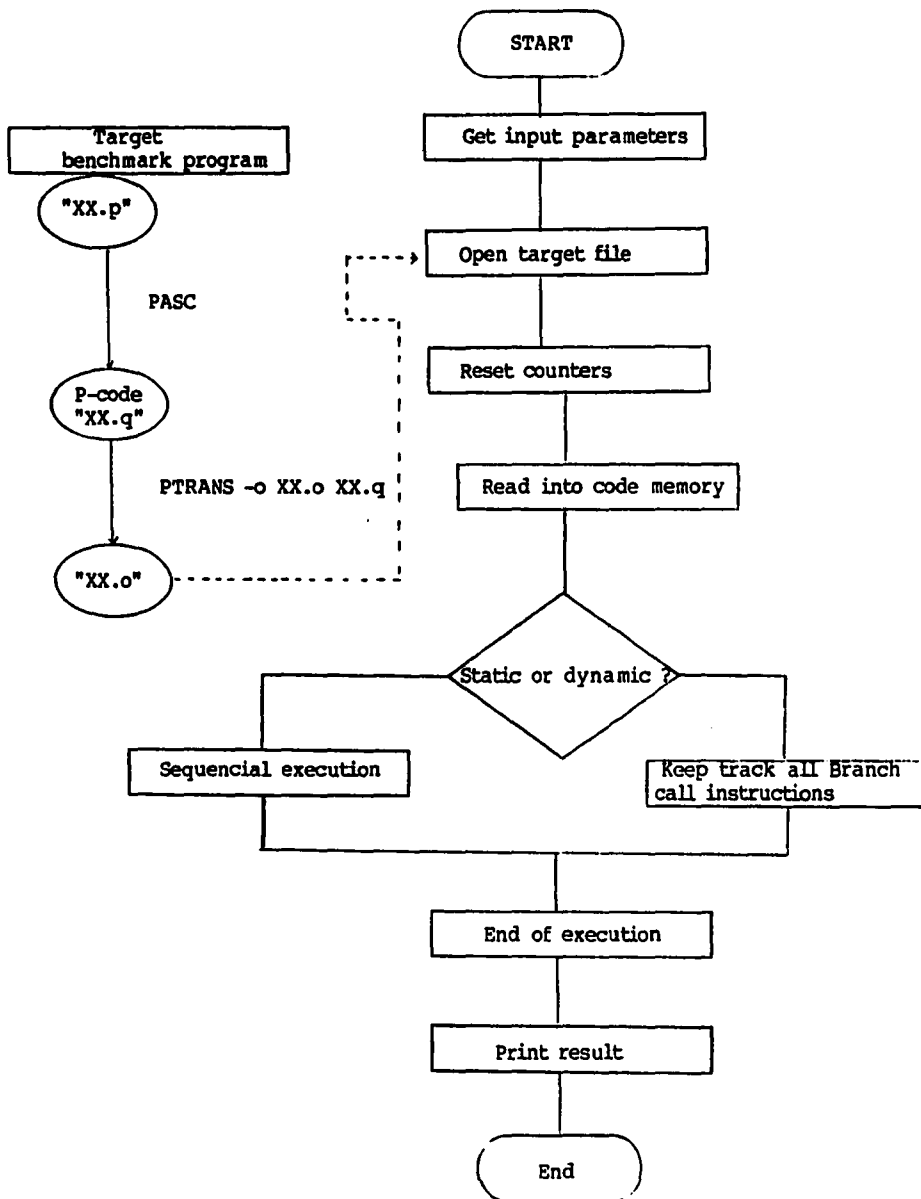 START
Get input parameters
Target
benchmark program
"XX.p"
PASC
P-code
"XX.q"
PTRANS -o XX.o XX.q
"XX.o"
Open target file
Reset counters
Read into code memory
Static or dynamic ?
Sequencial execution
Keep track all Branch
call instructions
End of execution
Print result
End